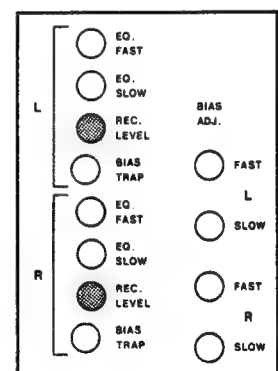 EQ.
FAST
EQ.
SLOW
L
REC.
LEVEL
BIAS
TRAP
EQ.
FAST
EQ.
SLOW
R
REC.
LEVEL
BIAS
TRAP
BIAS
ADJ.
FAST
L
SLOW
FAST
R
SLOW